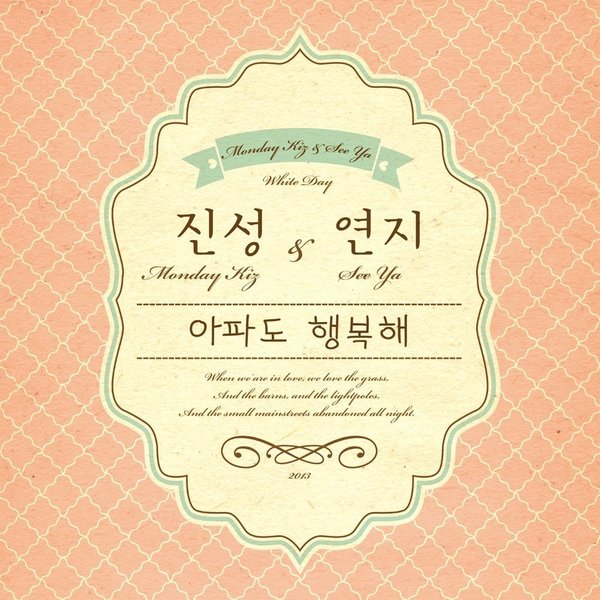 Monday Kiz & See Ya
White Day
진성 & 연지
Monday Kiz See Ya
아파도 행복해
When we are in love, we love the grass,
And the barns, and the lightpoles,
And the small mainstreets abandoned all night.
2013